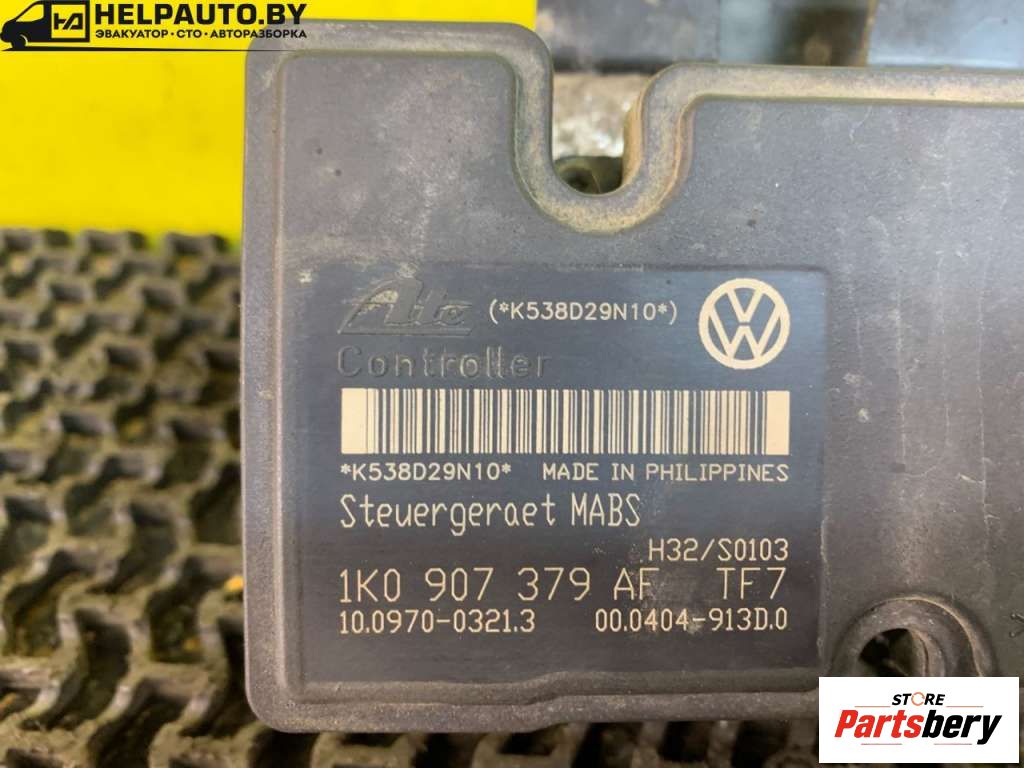 HELPAUTO.BY
ЭВАКУАТОР · СТО · АВТОРАЗБОРКА
Ate (*K538D29N10*)
Controller
*K538D29N10* MADE IN PHILIPPINES
Steuergeraet MABS
H32/S0103
1K0 907 379 AF TF7
10.0970-0321.3 00.0404-913D.0
STORE
Partsbery